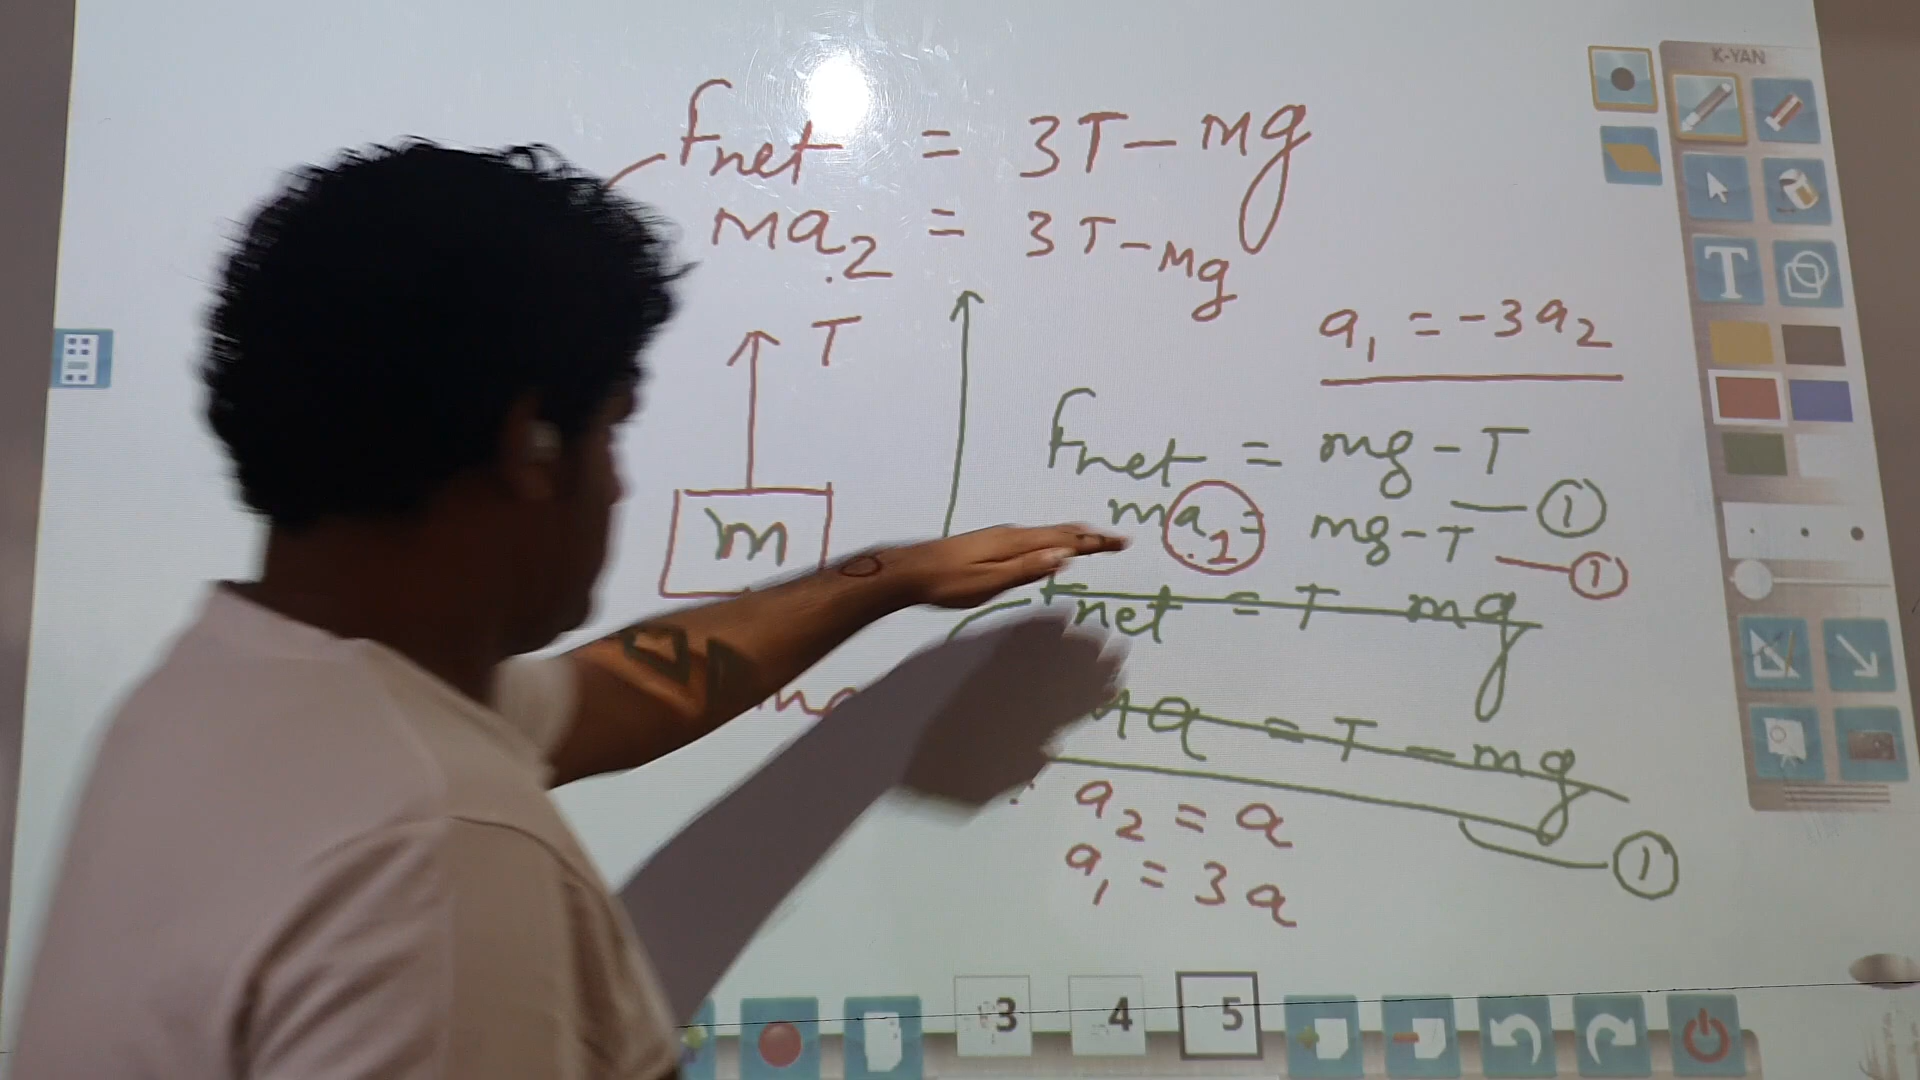 K-YAN
Fnet = 3T - mg
ma₂ = 3T - mg
T
a₁ = -3a₂
m
Fnet = mg - T ①
ma₁ = mg - T ①
Fnet = T - mg
a = T - mg ①
a₂ = a
a₁ = 3a
T
3 4 5